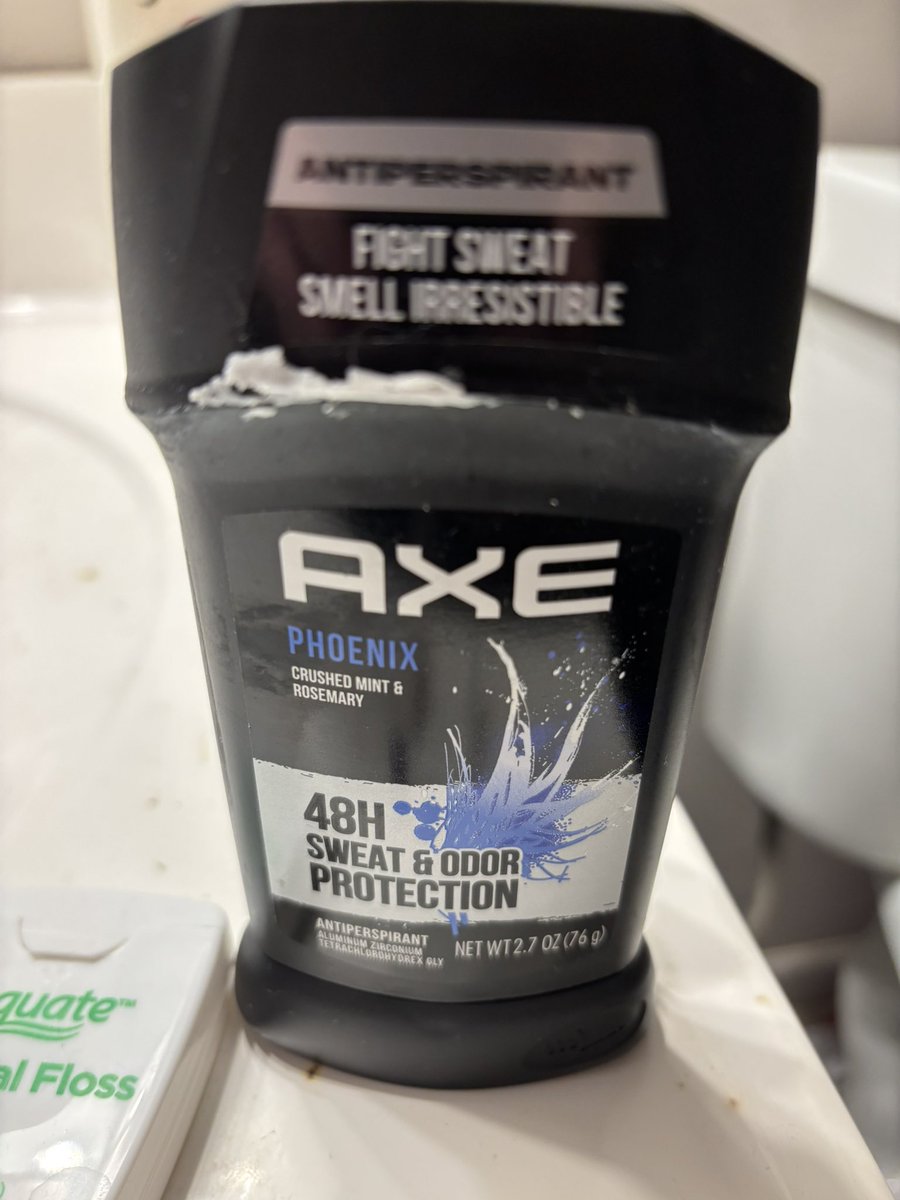 ANTIPERSPIRANT
FIGHT SWEAT
SMELL IRRESISTIBLE
AXE
PHOENIX
CRUSHED MINT &
ROSEMARY
48H
SWEAT & ODOR
PROTECTION
ANTIPERSPIRANT
ALUMINUM ZIRCONIUM
TETRACHLOROHYDREX GLY
NET WT 2.7 OZ (76 g)
quate™
al Floss